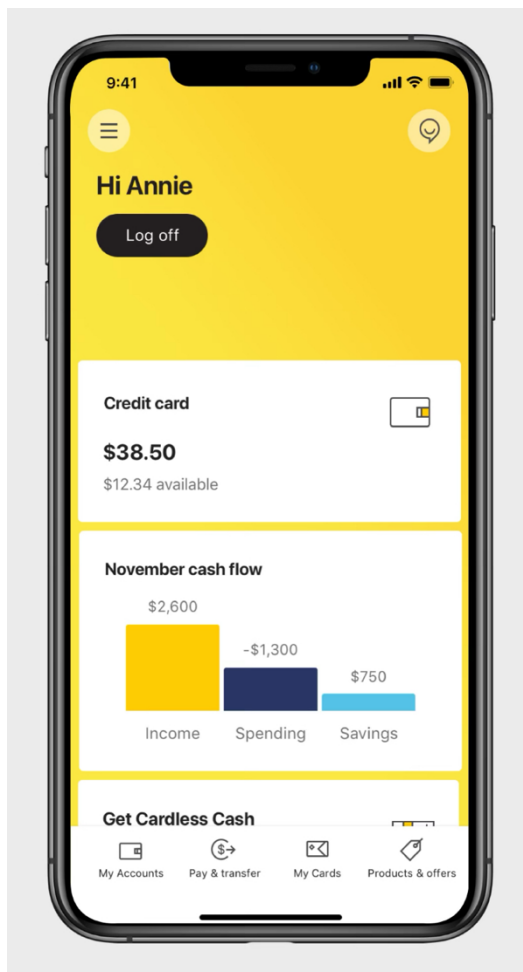 9:41
Hi Annie
Log off
Credit card
$38.50
$12.34 available
November cash flow
$2,600
-$1,300
$750
Income Spending Savings
Get Cardless Cash
My Accounts Pay & transfer My Cards Products & offers